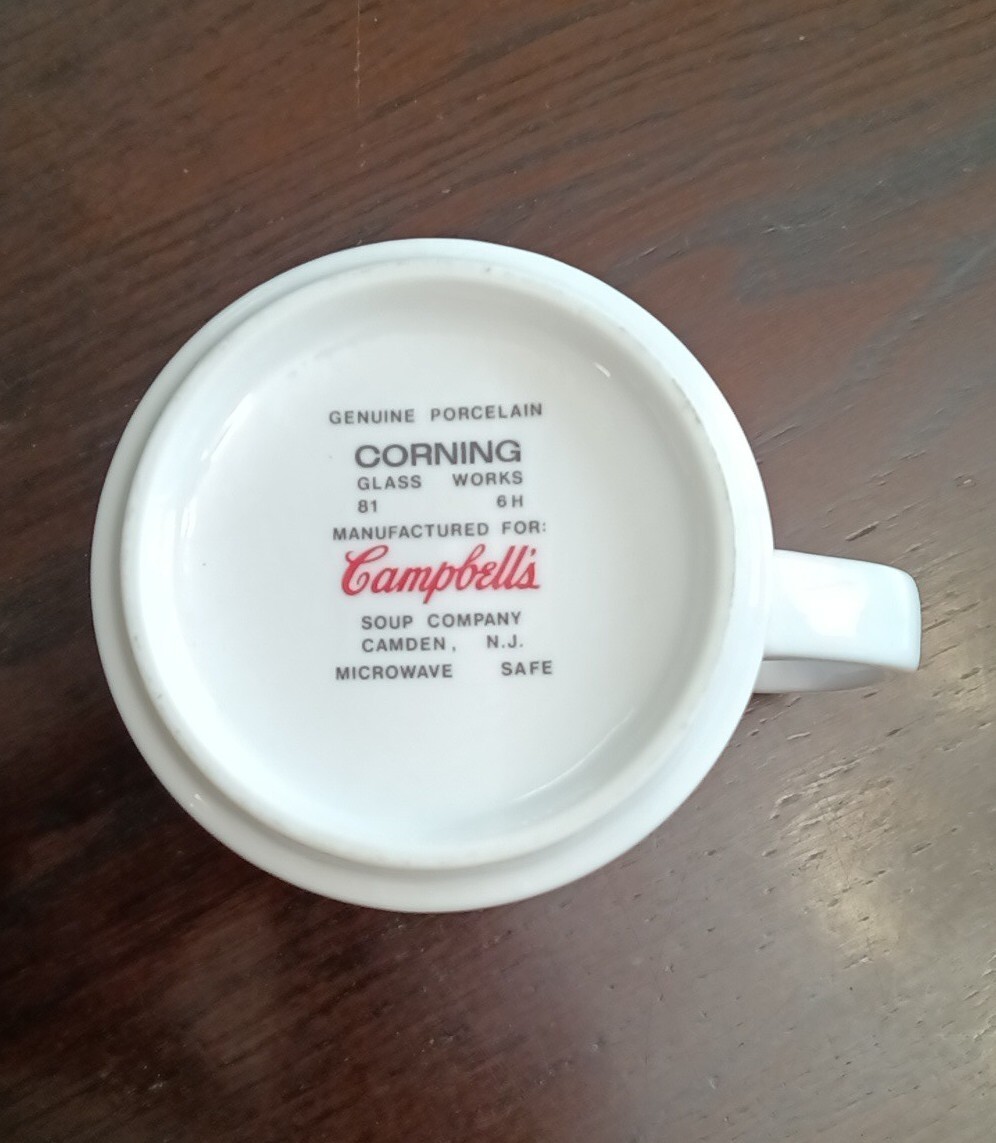 GENUINE PORCELAIN
CORNING
GLASS WORKS
81 6H
MANUFACTURED FOR:
Campbell's
SOUP COMPANY
CAMDEN, N.J.
MICROWAVE SAFE